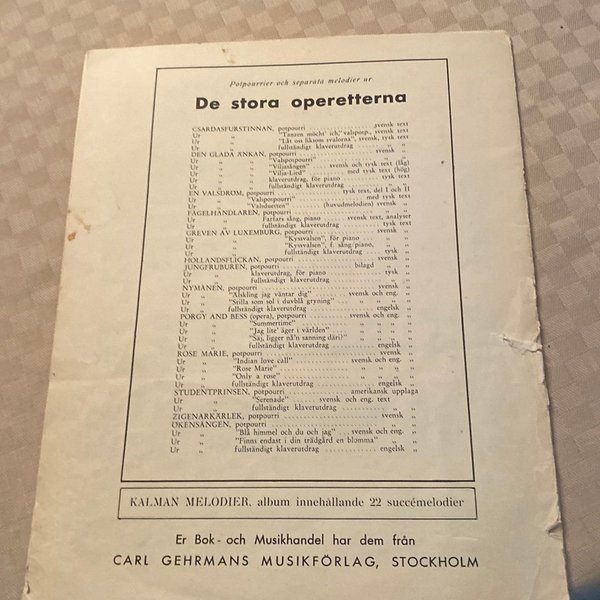 Potpourrier och separata melodier ur
De stora operetterna
CSARDASFURSTINNAN, potpourri ........ svensk text
Ur „ "Tanzen möcht' ich," valspotp., svensk text
Ur „ "Låt oss liksom svalorna", svensk, tysk text
Ur „ fullständigt klaverutdrag ........ tysk text
DEN GLADA ÄNKAN, potpourri ........ svensk „
Ur „ „ „ "Valspotpourri" ........ „ „
Ur „ „ „ "Viljasången" .... svensk och tysk text (låg)
Ur „ „ „ "Vilja-Lied" ........ med tysk text (hög)
Ur „ „ „ klaverutdrag, för piano ........ tysk text
Ur „ „ „ fullständigt klaverutdrag ........ „ „
EN VALSDRÖM, potpourri ........ tysk text, del I och II
Ur „ „ "Valspotpourri" ........ med tysk text
Ur „ „ "Valsduetten" (huvudmelodien) svensk „
FÅGELHANDLAREN, potpourri ........ „ „
Ur „ Farfars sång, piano .... svensk text, analyser
Ur „ fullständigt klaverutdrag ........ tysk text
GREVEN AV LUXEMBURG, potpourri ........ svensk „
Ur „ „ „ "Kyssvalsen", för piano .... „ „
Ur „ „ „ "Kyssvalsen", f. sång/piano, „ „
Ur „ „ „ fullständigt klaverutdrag .. „ „
HOLLANDSFLICKAN, potpourri ........ svensk „
JUNGFRUBUREN, potpourri ........ bilagd „
Ur „ klaverutdrag, för piano ........ tysk „
Ur „ fullständigt klaverutdrag ........ „ „
NYMÅNEN, potpourri ........ svensk „
Ur „ "Älskling jag väntar dig" ........ svensk och eng. „
Ur „ "Stilla som sol i duvblå gryning" .. „ „ „ „
Ur „ fullständigt klaverutdrag ........ engelsk „
PORGY AND BESS (opera), potpourri .... svensk och eng. „
Ur „ „ „ "Summertime" ........ „ „ „ „
Ur „ „ „ "Jag lite' äger i världen" „ „ „ „
Ur „ „ „ "Säj, ligger nå'n sanning däri?" „ „ „ „
Ur „ „ „ fullständigt klaverutdrag ........ engelsk „
ROSE MARIE, potpourri ........ svensk „
Ur „ „ "Indian love call" ........ svensk och eng. „
Ur „ „ "Rose Marie" ........ „ „ „ „
Ur „ „ "Only a rose" ........ „ „ „ „
Ur „ „ fullständigt klaverutdrag ........ engelsk „
STUDENTPRINSEN, potpourri ........ amerikansk upplaga
Ur „ "Serenade" .. svensk och eng. text
Ur „ fullständigt klaverutdrag ........ „ „
ZIGENARKÄRLEK, potpourri ........ „ „
ÖKENSÅNGEN, potpourri ........ „ „
Ur „ "Blå himmel och du och jag" .. svensk och eng. „
Ur „ "Finns endast i din trädgård en blomma" „ „
Ur „ fullständigt klaverutdrag ........ engelsk „
KALMAN MELODIER, album innehållande 22 succémelodier
Er Bok- och Musikhandel har dem från
CARL GEHRMANS MUSIKFÖRLAG, STOCKHOLM